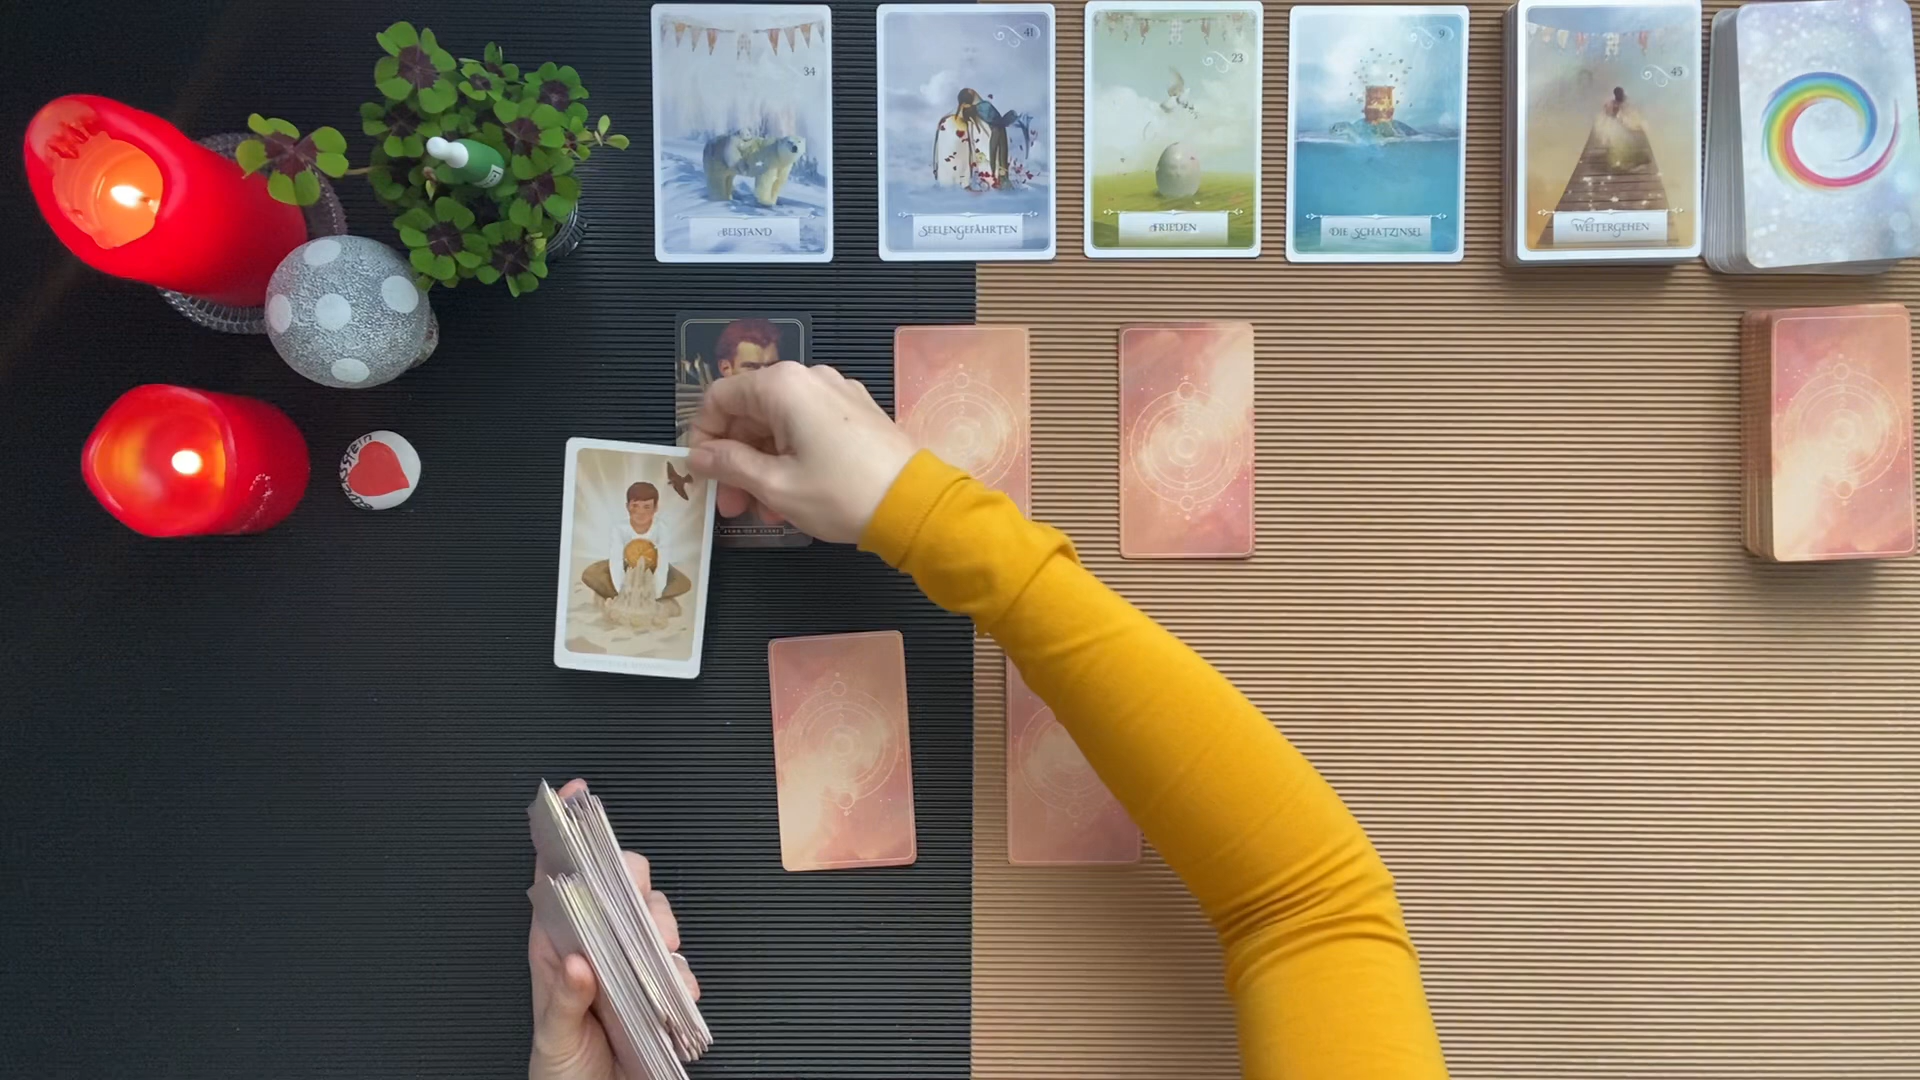 34
BEISTAND
41
SEELENGEFÄHRTEN
23
FRIEDEN
9
DIE SCHATZINSEL
45
WEITERGEHEN